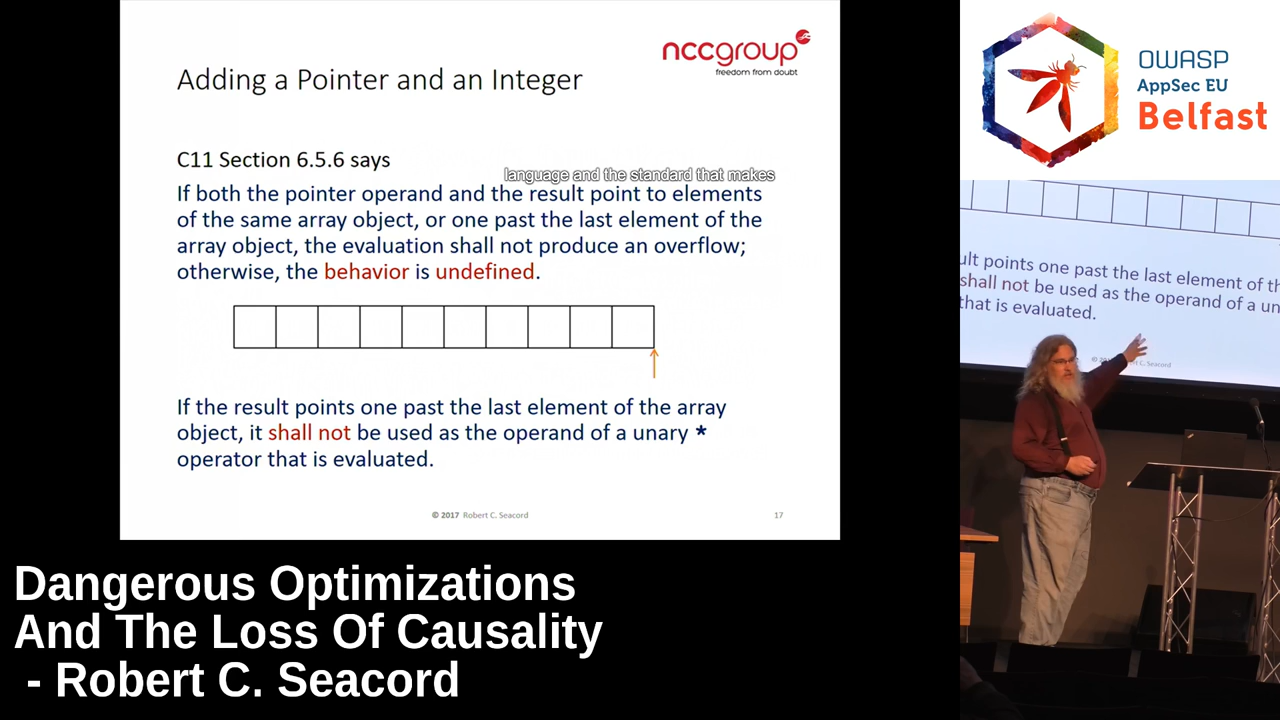 nccgroup
freedom from doubt
Adding a Pointer and an Integer
C11 Section 6.5.6 says
language and the standard that makes
If both the pointer operand and the result point to elements
of the same array object, or one past the last element of the
array object, the evaluation shall not produce an overflow;
otherwise, the behavior is undefined.
If the result points one past the last element of the array
object, it shall not be used as the operand of a unary *
operator that is evaluated.
© 2017 Robert C. Seacord
17
OWASP
AppSec EU
Belfast
ult points one past the last element of th
shall not be used as the operand of a un
that is evaluated.
C. Seacord
Dangerous Optimizations
And The Loss Of Causality
- Robert C. Seacord